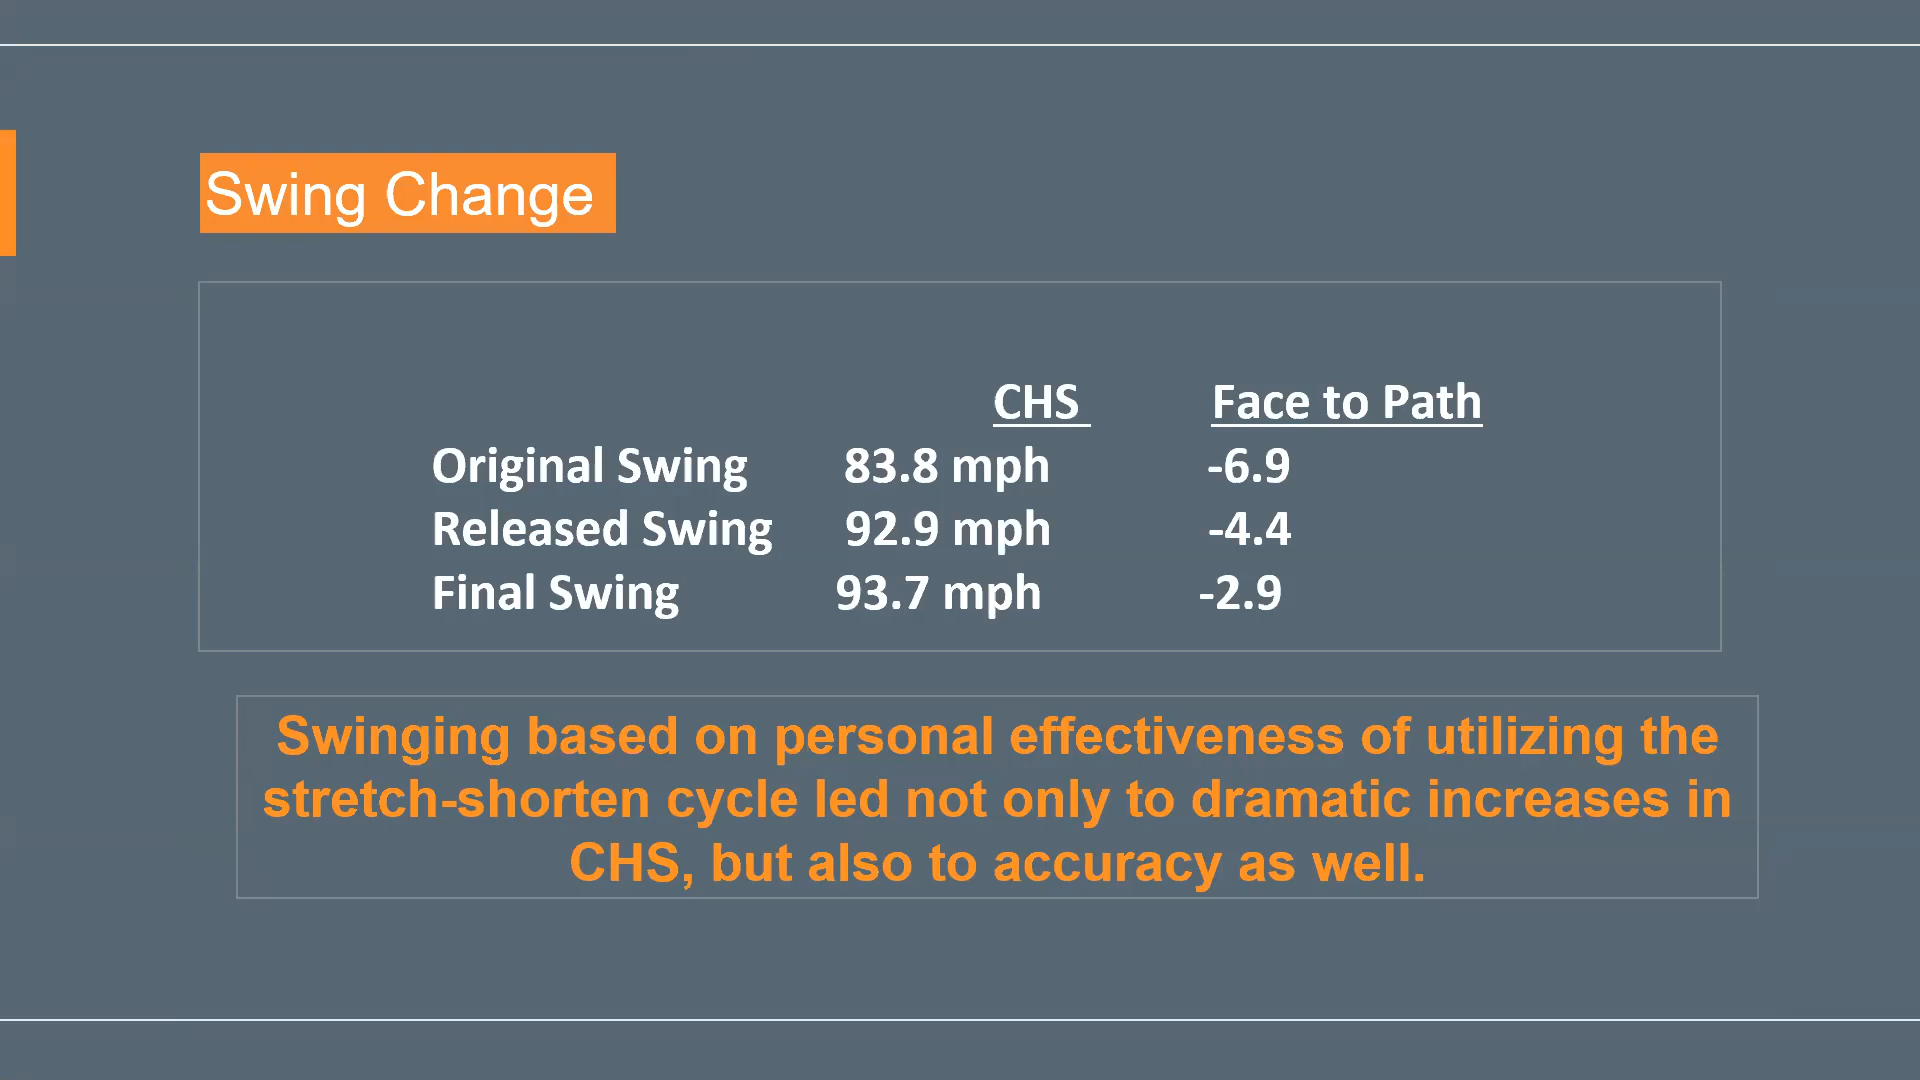 Swing Change
CHS Face to Path
Original Swing 83.8 mph -6.9
Released Swing 92.9 mph -4.4
Final Swing 93.7 mph -2.9
Swinging based on personal effectiveness of utilizing the
stretch-shorten cycle led not only to dramatic increases in
CHS, but also to accuracy as well.